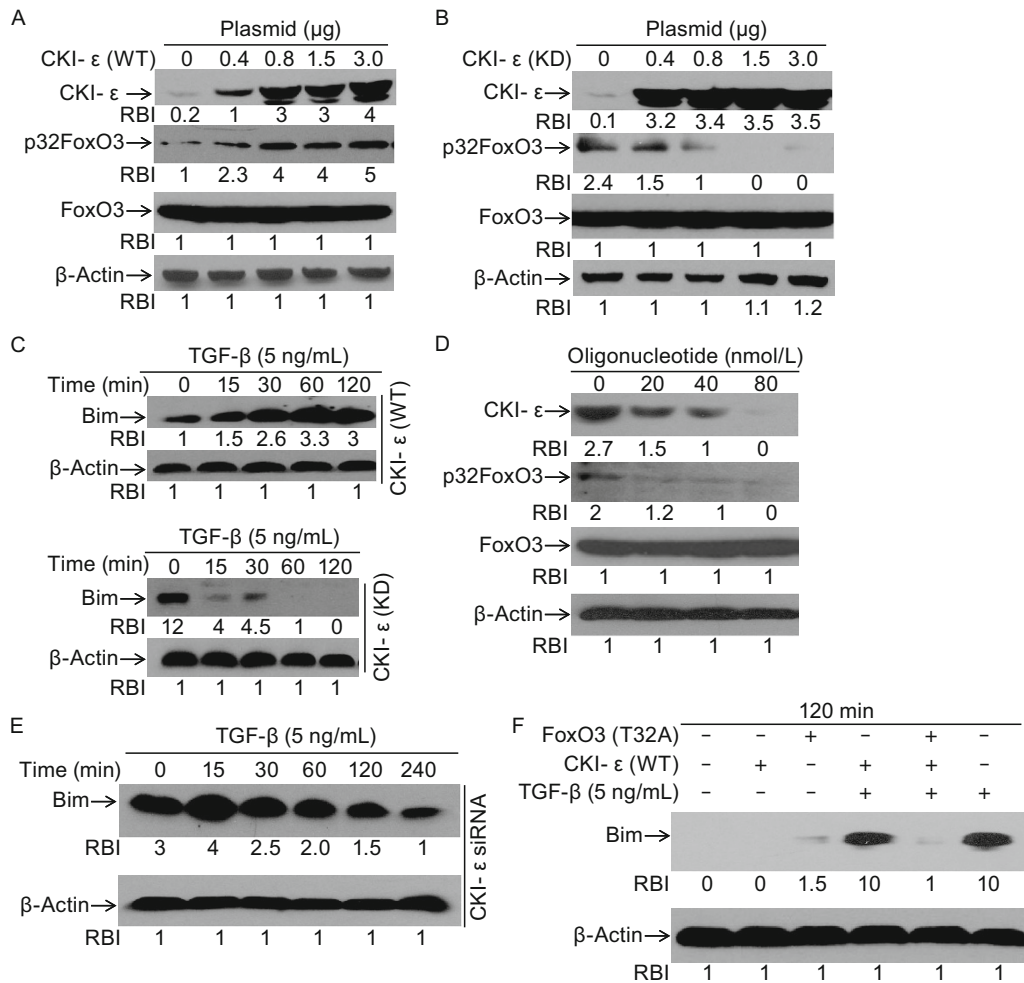 A
Plasmid (µg)
CKI- ε (WT) 0 0.4 0.8 1.5 3.0
CKI- ε→
RBI 0.2 1 3 3 4
p32FoxO3→
RBI 1 2.3 4 4 5
FoxO3→
RBI 1 1 1 1 1
β-Actin→
RBI 1 1 1 1 1
B
Plasmid (µg)
CKI- ε (KD) 0 0.4 0.8 1.5 3.0
CKI- ε→
RBI 0.1 3.2 3.4 3.5 3.5
p32FoxO3→
RBI 2.4 1.5 1 0 0
FoxO3→
RBI 1 1 1 1 1
β-Actin→
RBI 1 1 1 1.1 1.2
C
TGF-β (5 ng/mL)
Time (min) 0 15 30 60 120
Bim→
RBI 1 1.5 2.6 3.3 3
β-Actin→
RBI 1 1 1 1 1
CKI- ε (WT)
TGF-β (5 ng/mL)
Time (min) 0 15 30 60 120
Bim→
RBI 12 4 4.5 1 0
β-Actin→
RBI 1 1 1 1 1
CKI- ε (KD)
D
Oligonucleotide (nmol/L)
0 20 40 80
CKI- ε→
RBI 2.7 1.5 1 0
p32FoxO3→
RBI 2 1.2 1 0
FoxO3→
RBI 1 1 1 1
β-Actin→
RBI 1 1 1 1
E
TGF-β (5 ng/mL)
Time (min) 0 15 30 60 120 240
Bim→
RBI 3 4 2.5 2.0 1.5 1
β-Actin→
RBI 1 1 1 1 1 1
CKI- ε siRNA
F
120 min
FoxO3 (T32A) – – + – + –
CKI- ε (WT) – + – + + –
TGF-β (5 ng/mL) – – – + + +
Bim→
RBI 0 0 1.5 10 1 10
β-Actin→
RBI 1 1 1 1 1 1